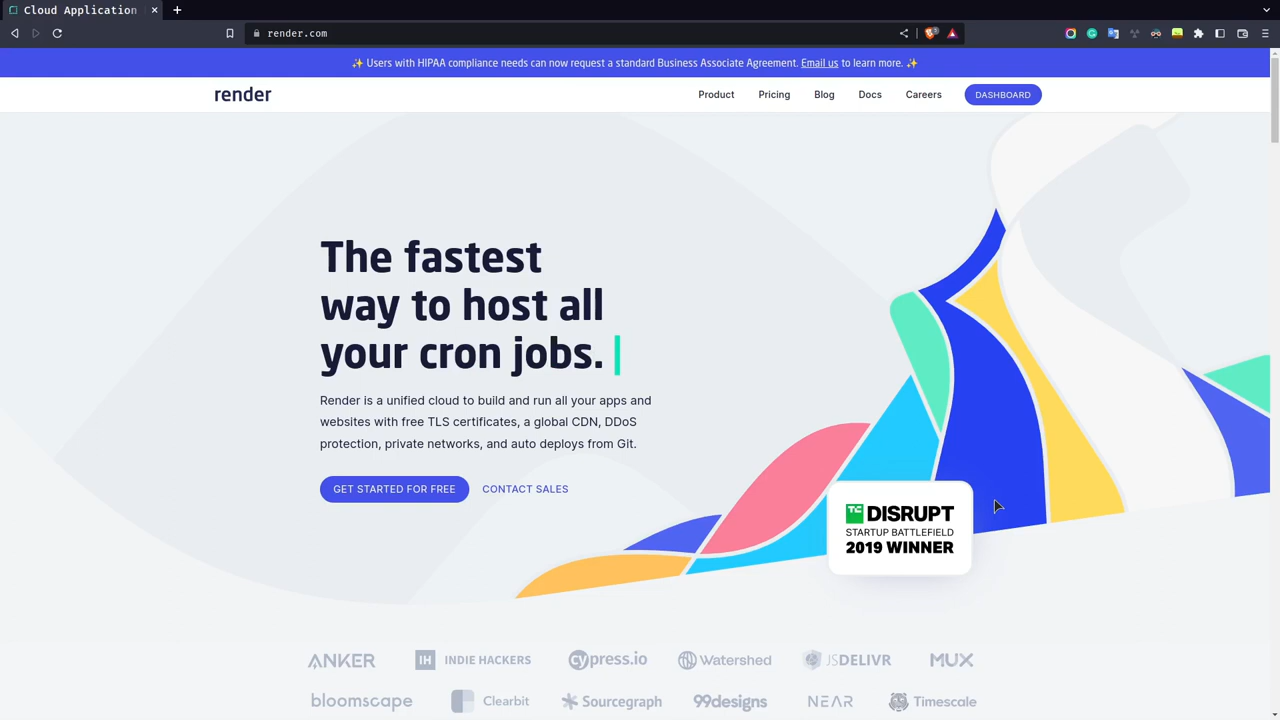 Cloud Application
render.com
✨ Users with HIPAA compliance needs can now request a standard Business Associate Agreement. Email us to learn more. ✨
render
Product
Pricing
Blog
Docs
Careers
DASHBOARD
The fastest
way to host all
your cron jobs.
Render is a unified cloud to build and run all your apps and
websites with free TLS certificates, a global CDN, DDoS
protection, private networks, and auto deploys from Git.
GET STARTED FOR FREE
CONTACT SALES
TC DISRUPT
STARTUP BATTLEFIELD
2019 WINNER
ANKER
IH INDIE HACKERS
cypress.io
Watershed
JSDELIVR
MUX
bloomscape
Clearbit
Sourcegraph
99designs
NEAR
Timescale